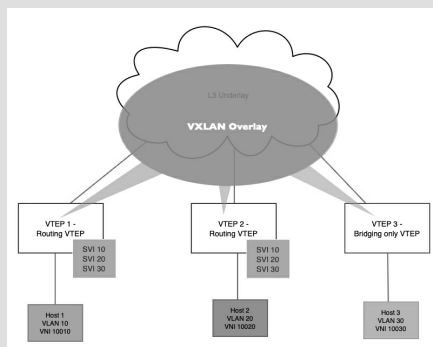 L3 Underlay
VXLAN Overlay
VTEP 1 -
Routing VTEP
SVI 10
SVI 20
SVI 30
VTEP 2 -
Routing VTEP
SVI 10
SVI 20
SVI 30
VTEP 3 -
Bridging only VTEP
Host 1
VLAN 10
VNI 10010
Host 2
VLAN 20
VNI 10020
Host 3
VLAN 30
VNI 10030